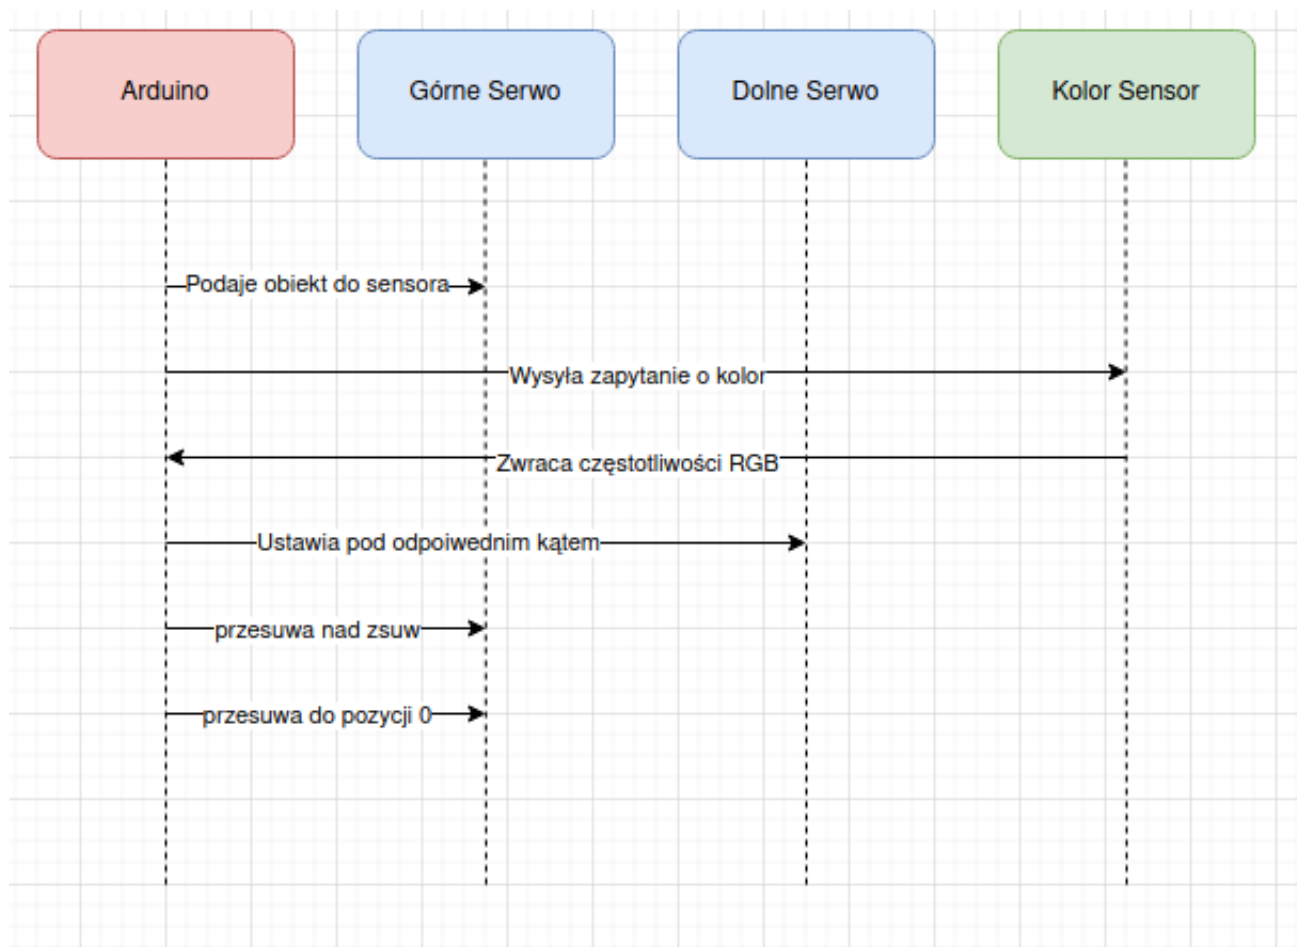 Arduino
Górne Serwo
Dolne Serwo
Kolor Sensor
Podaje obiekt do sensora
Wysyła zapytanie o kolor
Zwraca częstotliwości RGB
Ustawia pod odpoiwednim kątem
przesuwa nad zsuw
przesuwa do pozycji 0